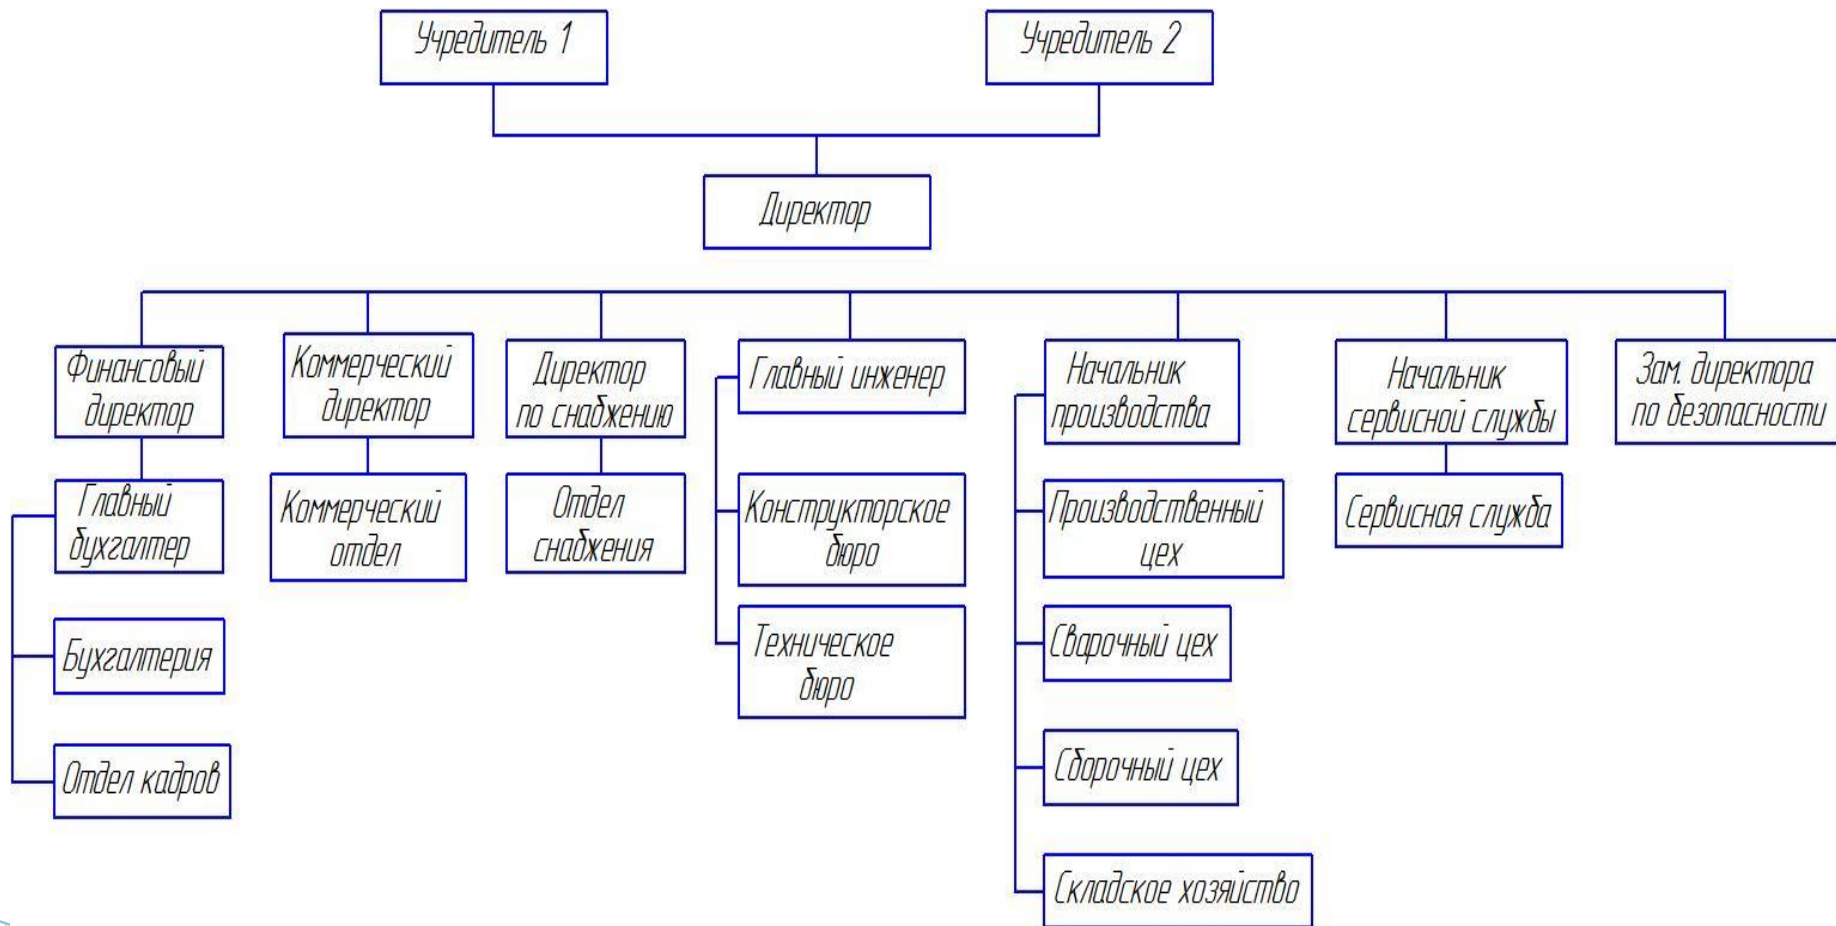 Учредитель 1
Учредитель 2
Директор
Финансовый
директор
Коммерческий
директор
Директор
по снабжению
Главный инженер
Начальник
производства
Начальник
сервисной службы
Зам. директора
по безопасности
Главный
бухгалтер
Коммерческий
отдел
Отдел
снабжения
Конструкторское
бюро
Производственный
цех
Сервисная служба
Бухгалтерия
Техническое
бюро
Сварочный цех
Отдел кадров
Сборочный цех
Складское хозяйство